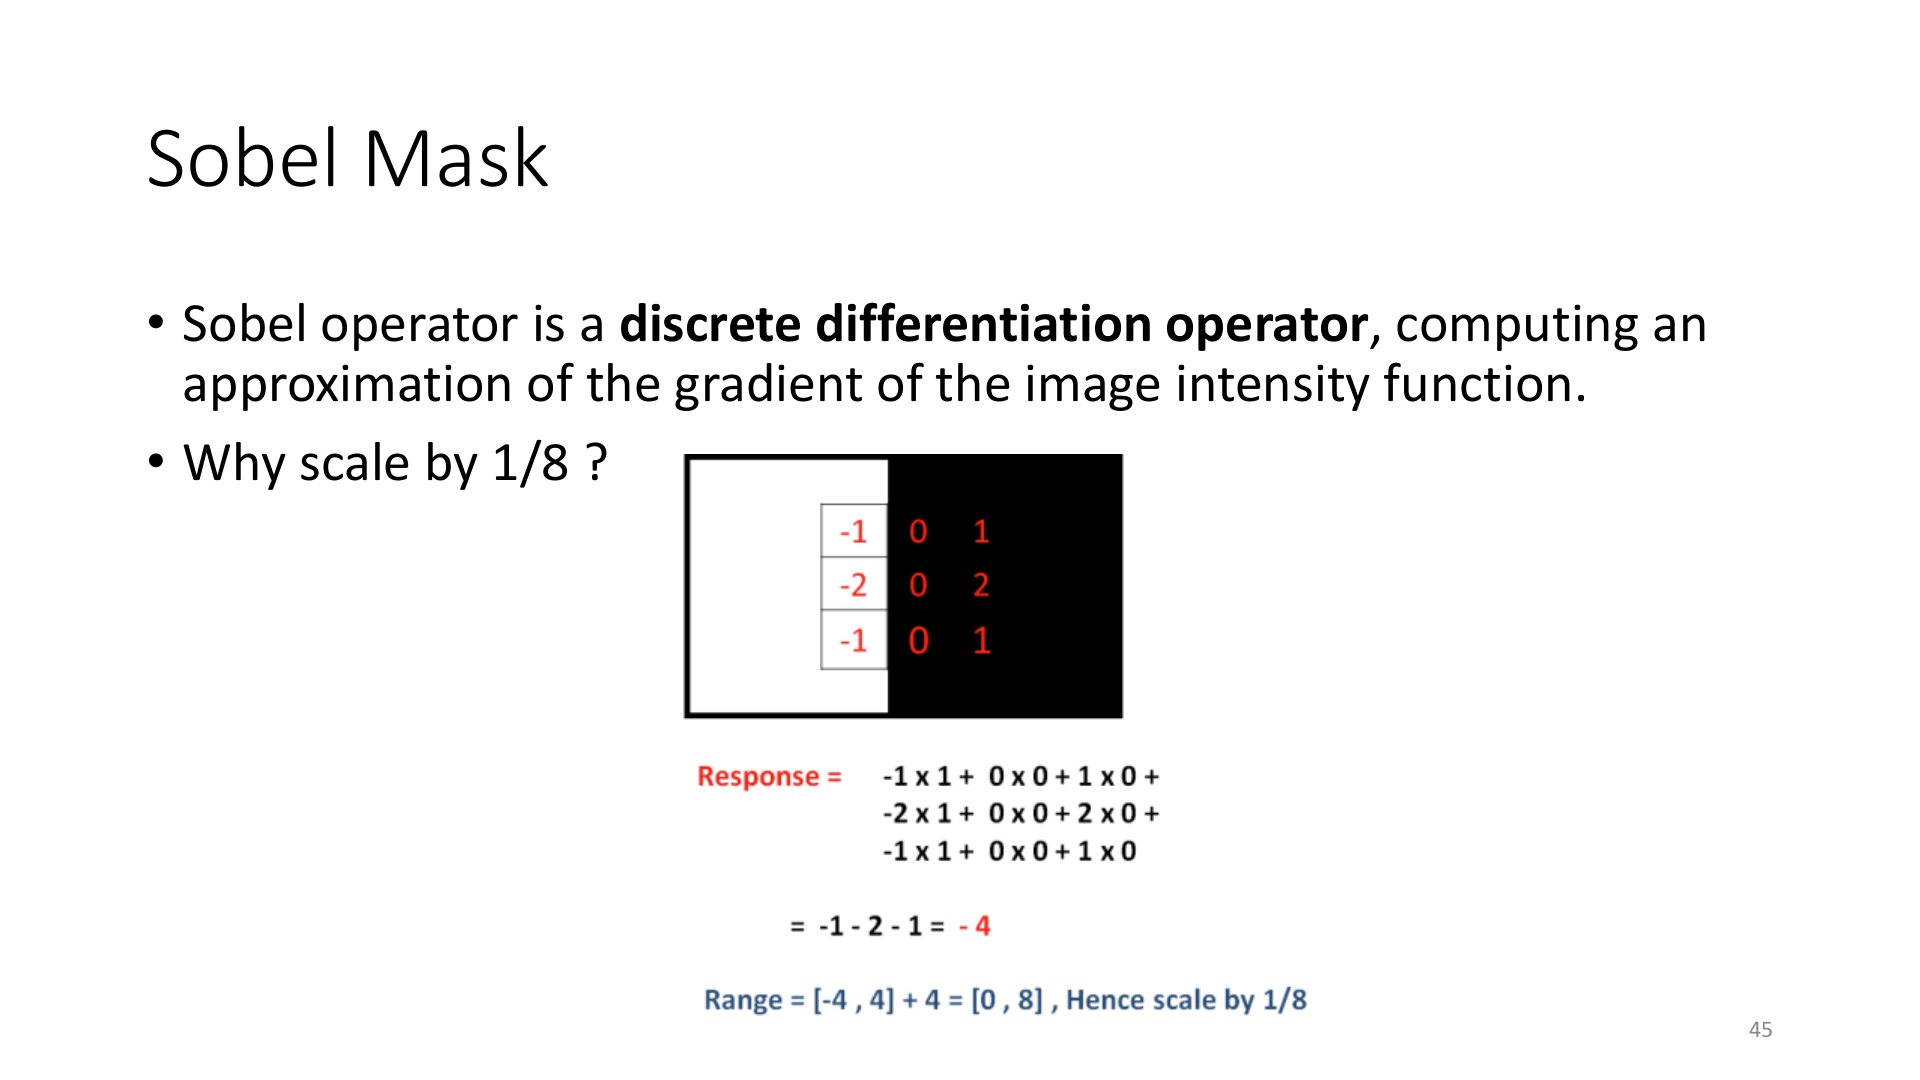 Sobel Mask
• Sobel operator is a discrete differentiation operator, computing an
approximation of the gradient of the image intensity function.
• Why scale by 1/8 ?
-1 0 1
-2 0 2
-1 0 1
Response = -1 x 1 + 0 x 0 + 1 x 0 +
-2 x 1 + 0 x 0 + 2 x 0 +
-1 x 1 + 0 x 0 + 1 x 0
= -1 - 2 - 1 = - 4
Range = [-4 , 4] + 4 = [0 , 8] , Hence scale by 1/8
45